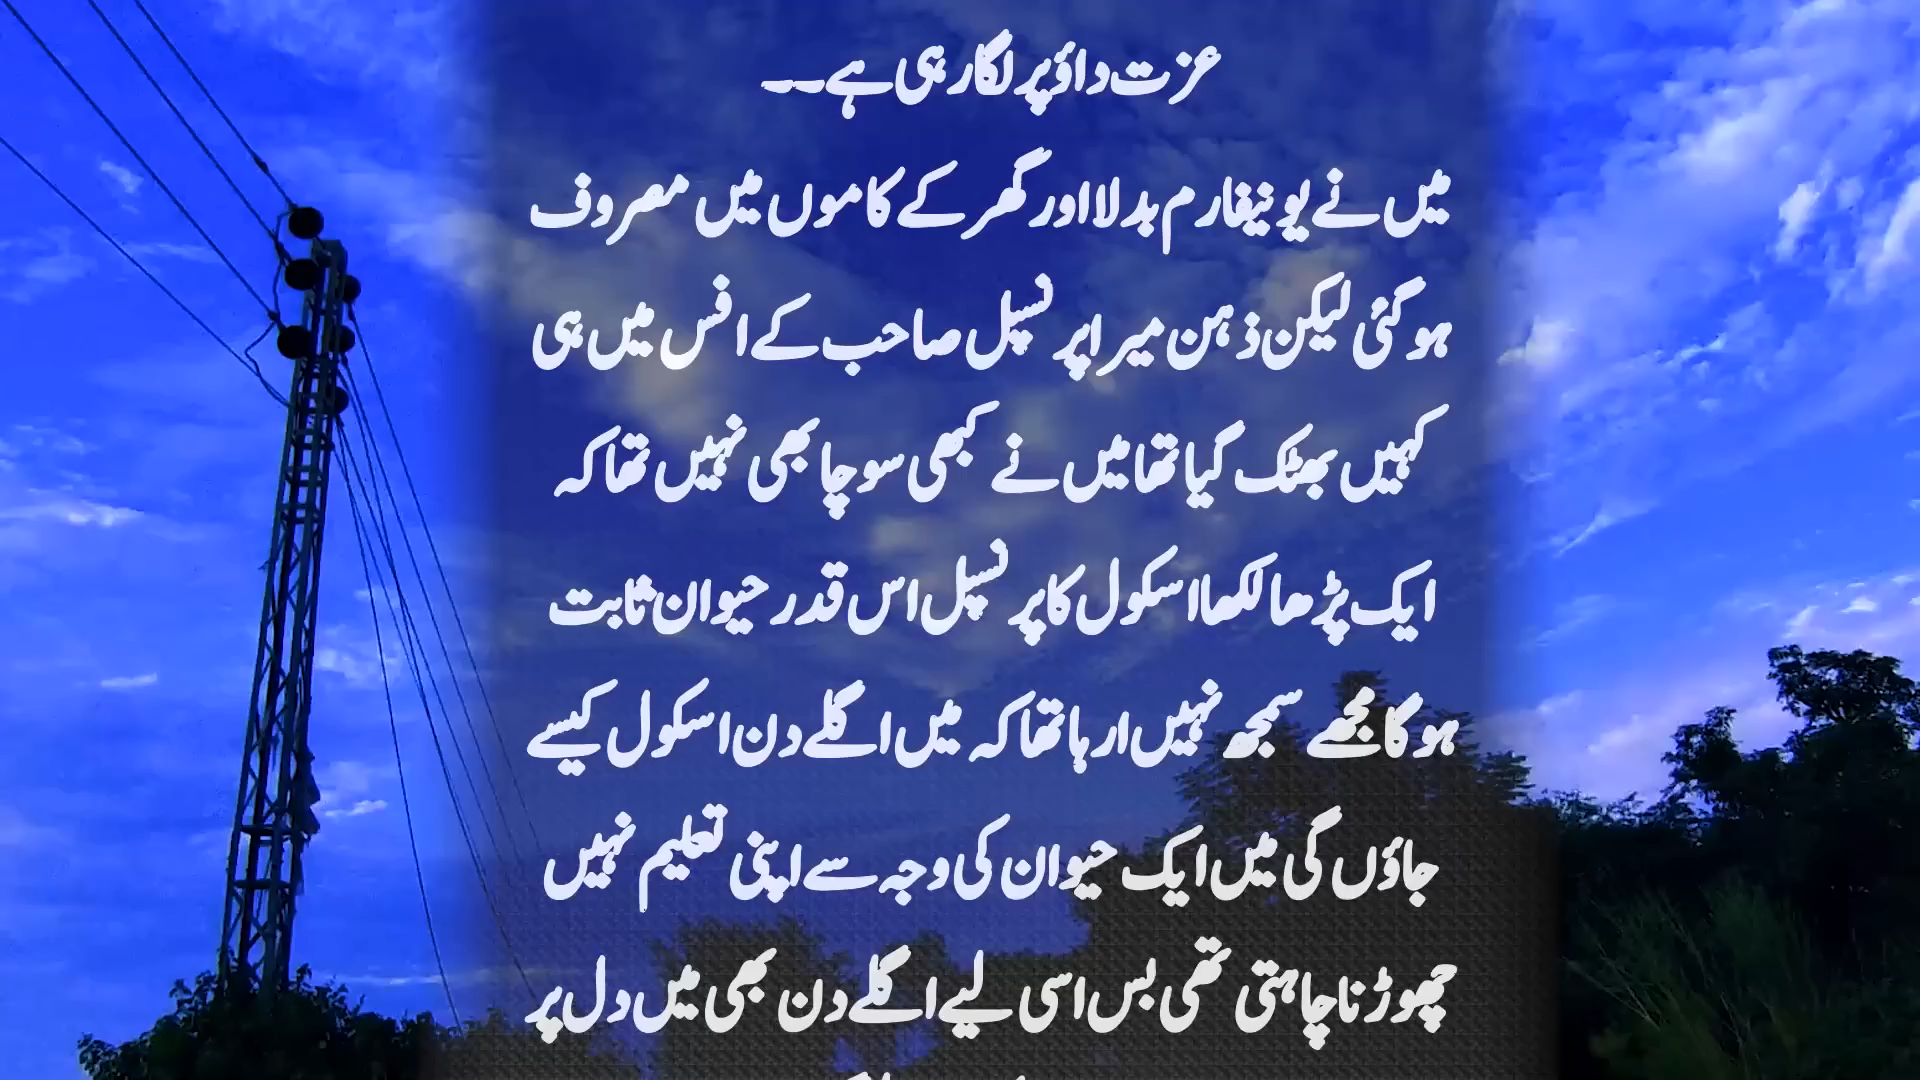 عزت داؤ پر لگا رہی ہے۔۔
میں نے یونیفارم بدلا اور گھر کے کاموں میں مصروف
ہو گئی لیکن ذہن میرا پرنسپل صاحب کے افس میں ہی
کہیں بھٹک گیا تھا میں نے کبھی سوچا بھی نہیں تھا کہ
ایک پڑھا لکھا اسکول کا پرنسپل اس قدر حیوان ثابت
ہو گا مجھے سمجھ نہیں ا رہا تھا کہ میں اگلے دن اسکول کیسے
جاؤں گی میں ایک حیوان کی وجہ سے اپنی تعلیم نہیں
چھوڑنا چاہتی تھی بس اسی لیے اگلے دن بھی میں دل پر